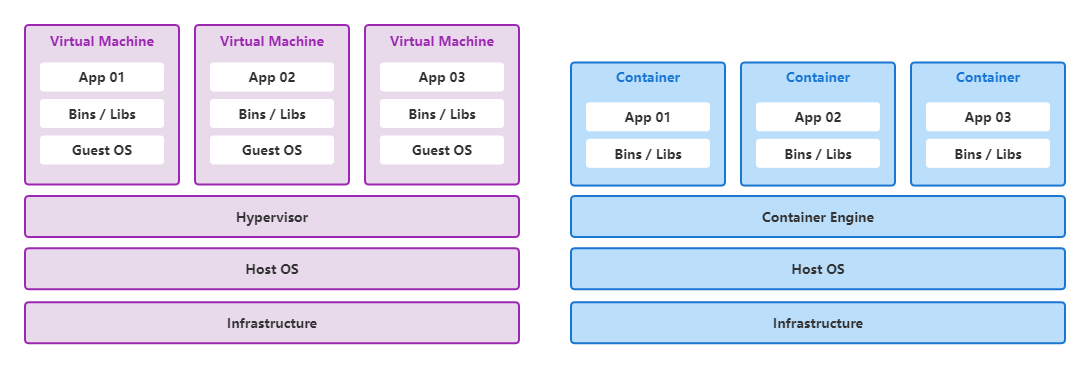 Virtual Machine
App 01
Bins / Libs
Guest OS
Virtual Machine
App 02
Bins / Libs
Guest OS
Virtual Machine
App 03
Bins / Libs
Guest OS
Hypervisor
Host OS
Infrastructure
Container
App 01
Bins / Libs
Container
App 02
Bins / Libs
Container
App 03
Bins / Libs
Container Engine
Host OS
Infrastructure